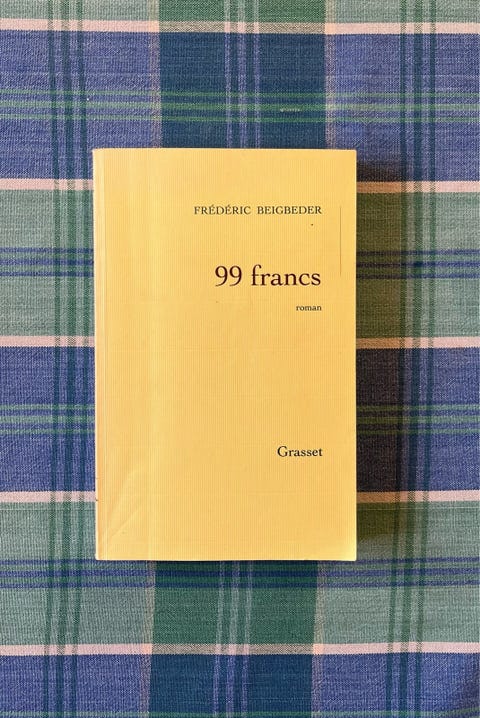 FRÉDÉRIC BEIGBEDER
99 francs
roman
Grasset